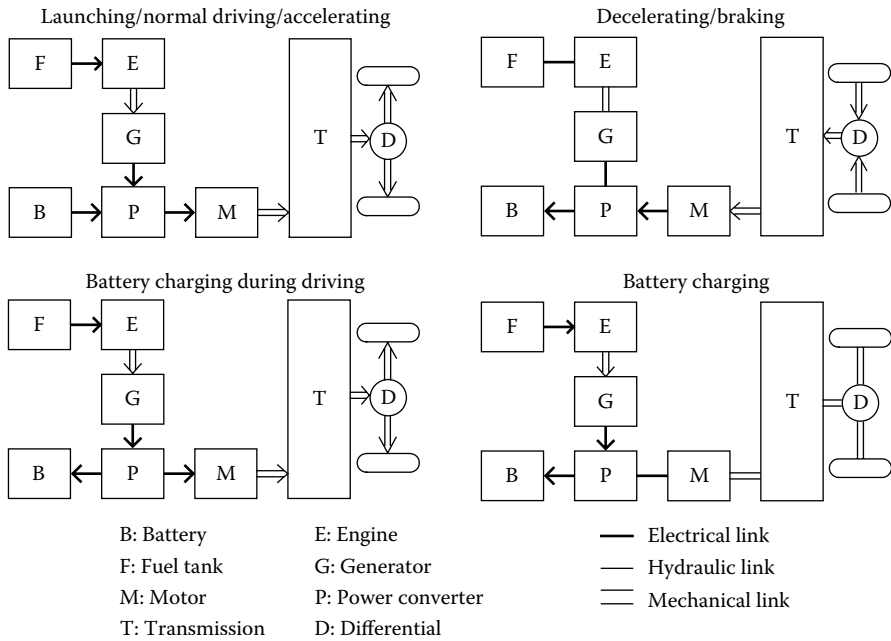 Launching/normal driving/accelerating
F
E
G
B
P
M
T
D
Decelerating/braking
F
E
G
B
P
M
T
D
Battery charging during driving
F
E
G
B
P
M
T
D
Battery charging
F
E
G
B
P
M
T
D
B: Battery
F: Fuel tank
M: Motor
T: Transmission
E: Engine
G: Generator
P: Power converter
D: Differential
Electrical link
Hydraulic link
Mechanical link